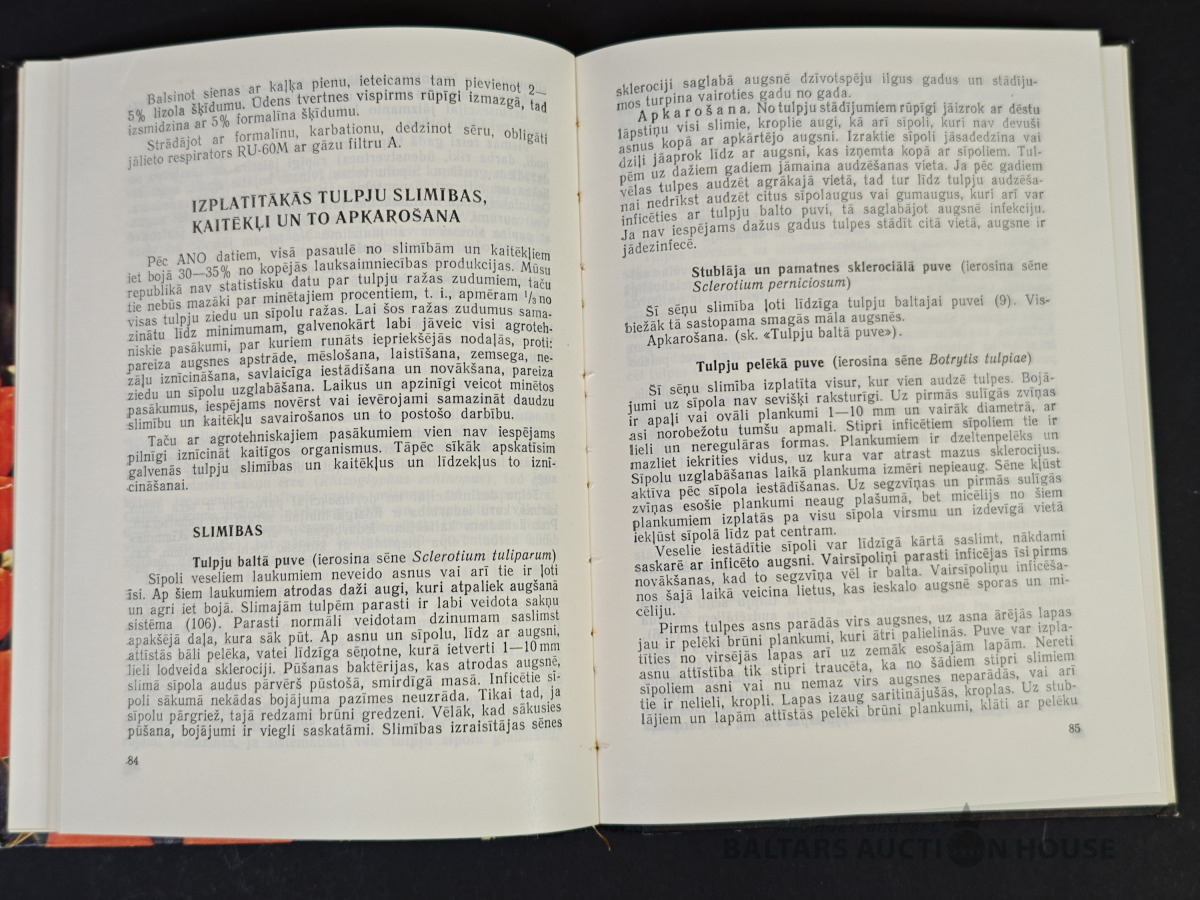 Balsinot sienas ar kaļķa pienu, ieteicams tam pievienot 2—
5% lizola šķīdumu. Ūdens tvertnes vispirms rūpīgi izmazgā, tad
izsmidzina ar 5% formalīna šķīdumu.
Strādājot ar formalīnu, karbationu, dedzinot sēru, obligāti
jālieto respirators RU-60M ar gāzu filtru A.
IZPLATĪTĀKĀS TULPJU SLIMĪBAS,
KAITĒKĻI UN TO APKAROŠANA
Pēc ANO datiem, visā pasaulē no slimībām un kaitēkļiem
iet bojā 30—35% no kopējās lauksaimniecības produkcijas. Mūsu
republikā nav statistisku datu par tulpju ražas zudumiem, taču
tie nebūs mazāki par minētajiem procentiem, t. i., apmēram 1/3 no
visas tulpju ziedu un sīpolu ražas. Lai šos ražas zudumus sama-
zinātu līdz minimumam, galvenokārt labi jāveic visi agroteh-
niskie pasākumi, par kuriem runāts iepriekšējās nodaļās, proti:
pareiza augsnes apstrāde, mēslošana, laistīšana, zemsega, ne-
zāļu iznīcināšana, savlaicīga iestādīšana un novākšana, pareiza
ziedu un sīpolu uzglabāšana. Laikus un apzinīgi veicot minētos
pasākumus, iespējams novērst vai ievērojami samazināt daudzu
slimību un kaitēkļu savairošanos un to postošo darbību.
Taču ar agrotehniskajiem pasākumiem vien nav iespējams
pilnīgi iznīcināt kaitīgos organismus. Tāpēc sīkāk apskatīsim
galvenās tulpju slimības un kaitēkļus un līdzekļus to iznī-
cināšanai.
SLIMĪBAS
Tulpju baltā puve (ierosina sēne Sclerotium tuliparum)
Sīpoli veseliem laukumiem neveido asnus vai arī tie ir ļoti
īsi. Ap šiem laukumiem atrodas daži augi, kuri atpaliek augšanā
un agri iet bojā. Slimajām tulpēm parasti ir labi veidota sakņu
sistēma (106). Parasti normāli veidotam dzinumam saslimst
apakšējā daļa, kura sāk pūt. Ap asnu un sīpolu, līdz ar augsni,
attīstās bāli pelēka, vatei līdzīga sēņotne, kurā ietverti 1—10 mm
lieli lodveida sklerociji. Pūšanas baktērijas, kas atrodas augsnē,
slimā sīpola audus pārvērš pūstošā, smirdīgā masā. Inficētie sī-
poli sākumā nekādas bojājuma pazīmes neuzrāda. Tikai tad, ja
sīpolu pārgriež, tajā redzami brūni gredzeni. Vēlāk, kad sākusies
pūšana, bojājumi ir viegli saskatāmi. Slimības izraisītājas sēnes
84
sklerociji saglabā augsnē dzīvotspēju ilgus gadus un stādīju-
mos turpina vairoties gadu no gada.
Apkarošana. No tulpju stādījumiem rūpīgi jāizrok ar dēstu
lāpstiņu visi slimie, kroplie augi, kā arī sīpoli, kuri nav devuši
asnus kopā ar apkārtējo augsni. Izraktie sīpoli jāsadedzina vai
dziļi jāaprok līdz ar augsni, kas izņemta kopā ar sīpoliem. Tul-
pēm uz dažiem gadiem jāmaina audzēšanas vieta. Ja pēc gadiem
vēlas tulpes audzēt agrākajā vietā, tad tur līdz tulpju audzēša-
nai nedrīkst audzēt citus sīpolaugus vai gumaugus, kuri arī var
inficēties ar tulpju balto puvi, tā saglabājot augsnē infekciju.
Ja nav iespējams dažus gadus tulpes stādīt citā vietā, augsne ir
jādezinficē.
Stublāja un pamatnes sklerociālā puve (ierosina sēne
Sclerotium perniciosum)
Šī sēņu slimība ļoti līdzīga tulpju baltajai puvei (9). Vis-
biežāk tā sastopama smagās māla augsnēs.
Apkarošana. (sk. «Tulpju baltā puve»).
Tulpju pelēkā puve (ierosina sēne Botrytis tulpiae)
Šī sēņu slimība izplatīta visur, kur vien audzē tulpes. Bojā-
jumi uz sīpola nav sevišķi raksturīgi. Uz pirmās sulīgās zvīņas
ir apaļi vai ovāli plankumi 1—10 mm un vairāk diametrā, ar
asi norobežotu tumšu apmali. Stipri inficētiem sīpoliem tie ir
lieli un neregulāras formas. Plankumiem ir dzeltenpelēks un
mazliet iekrities vidus, uz kura var atrast mazus sklerocijus.
Sīpolu uzglabāšanas laikā plankuma izmēri nepieaug. Sēne kļūst
aktīva pēc sīpola iestādīšanas. Uz segzvīņas un pirmās sulīgās
zvīņas esošie plankumi neaug plašumā, bet micēlijs no šiem
plankumiem izplatās pa visu sīpola virsmu un izdevīgā vietā
iekļūst sīpolā līdz pat centram.
Veselie iestādītie sīpoli var līdzīgā kārtā saslimt, nākdami
saskarē ar inficēto augsni. Vairsīpoliņi parasti inficējas īsi pirms
novākšanas, kad to segzvīņa vēl ir balta. Vairsīpoliņu inficēša-
nos šajā laikā veicina lietus, kas ieskalo augsnē sporas un mi-
cēliju.
Pirms tulpes asns parādās virs augsnes, uz asna ārējās lapas
jau ir pelēki brūni plankumi, kuri ātri palielinās. Puve var izpla-
tīties no virsējās lapas arī uz zemāk esošajām lapām. Nereti
asnu attīstība tik stipri traucēta, ka no šādiem stipri slimiem
sīpoliem asni vai nu nemaz virs augsnes neparādās, vai arī
tie ir nelieli, kropli. Lapas izaug saritinājušās, kroplas. Uz stub-
lājiem un lapām attīstās pelēki brūni plankumi, klāti ar pelēku
85
BALTARS AUCTION HOUSE